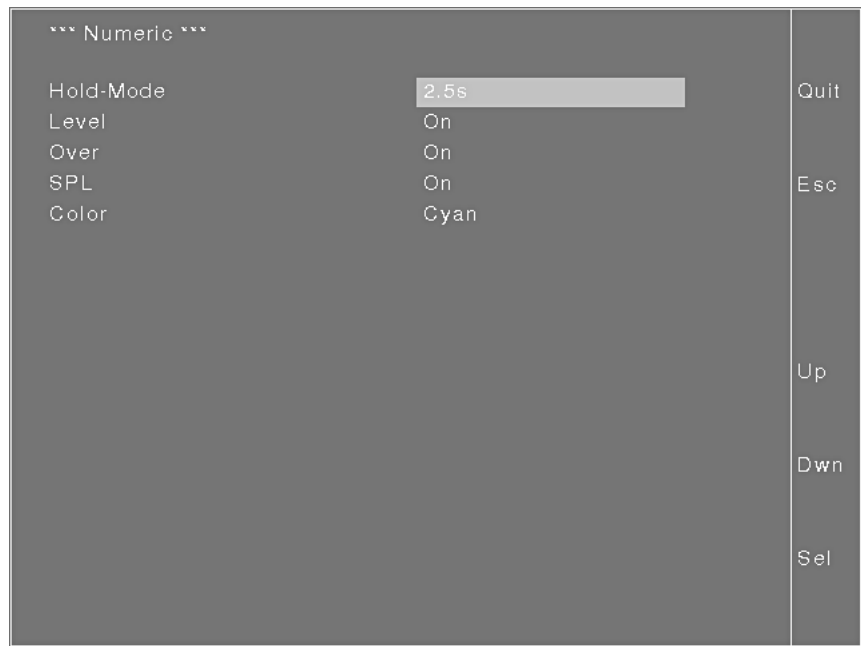 *** Numeric ***
Hold-Mode 2.5s
Level On
Over On
SPL On
Color Cyan
Quit
Esc
Up
Dwn
Sel